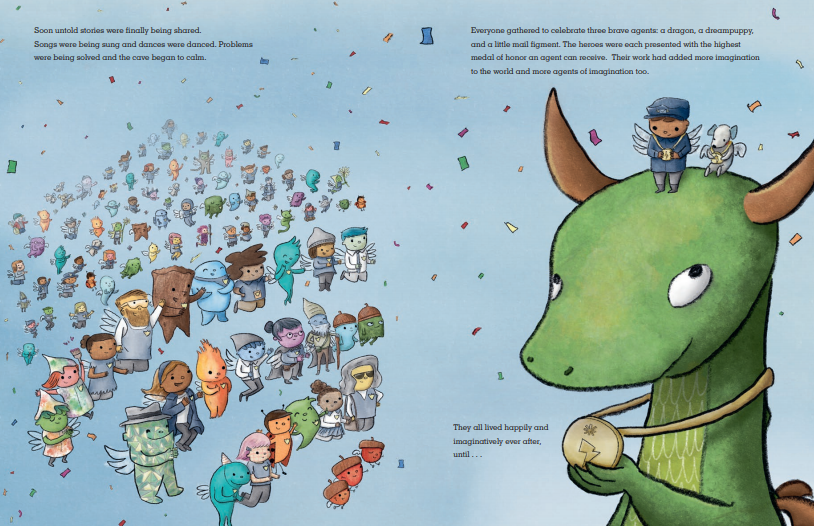 Soon untold stories were finally being shared.
Songs were being sung and dances were danced. Problems
were being solved and the cave began to calm.
Everyone gathered to celebrate three brave agents: a dragon, a dreampuppy,
and a little mail figment. The heroes were each presented with the highest
medal of honor an agent can receive.  Their work had added more imagination
to the world and more agents of imagination too.
They all lived happily and
imaginatively ever after,
until . . .